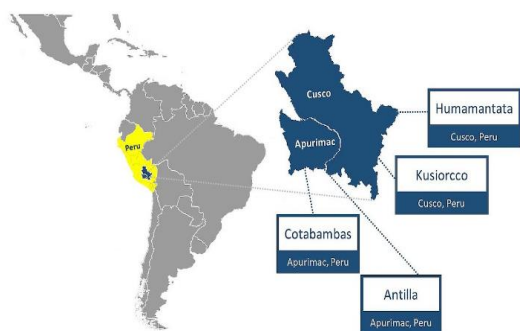 Peru
Cusco
Apurimac
Humamantata
Cusco, Peru
Kusiorcco
Cusco, Peru
Cotabambas
Apurimac, Peru
Antilla
Apurimac, Peru